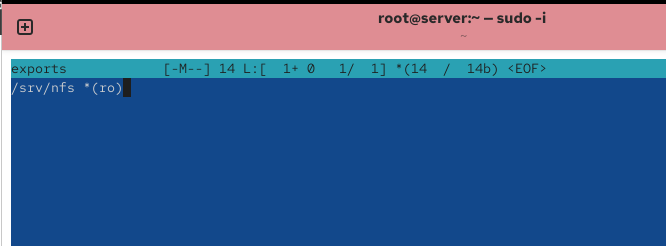 root@server:~ — sudo -i
~
exports [-M--] 14 L:[ 1+ 0 1/ 1] *(14 / 14b) <EOF>
/srv/nfs *(ro)